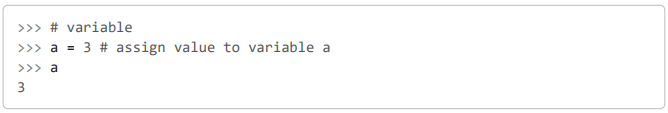 >>> # variable
>>> a = 3 # assign value to variable a
>>> a
3